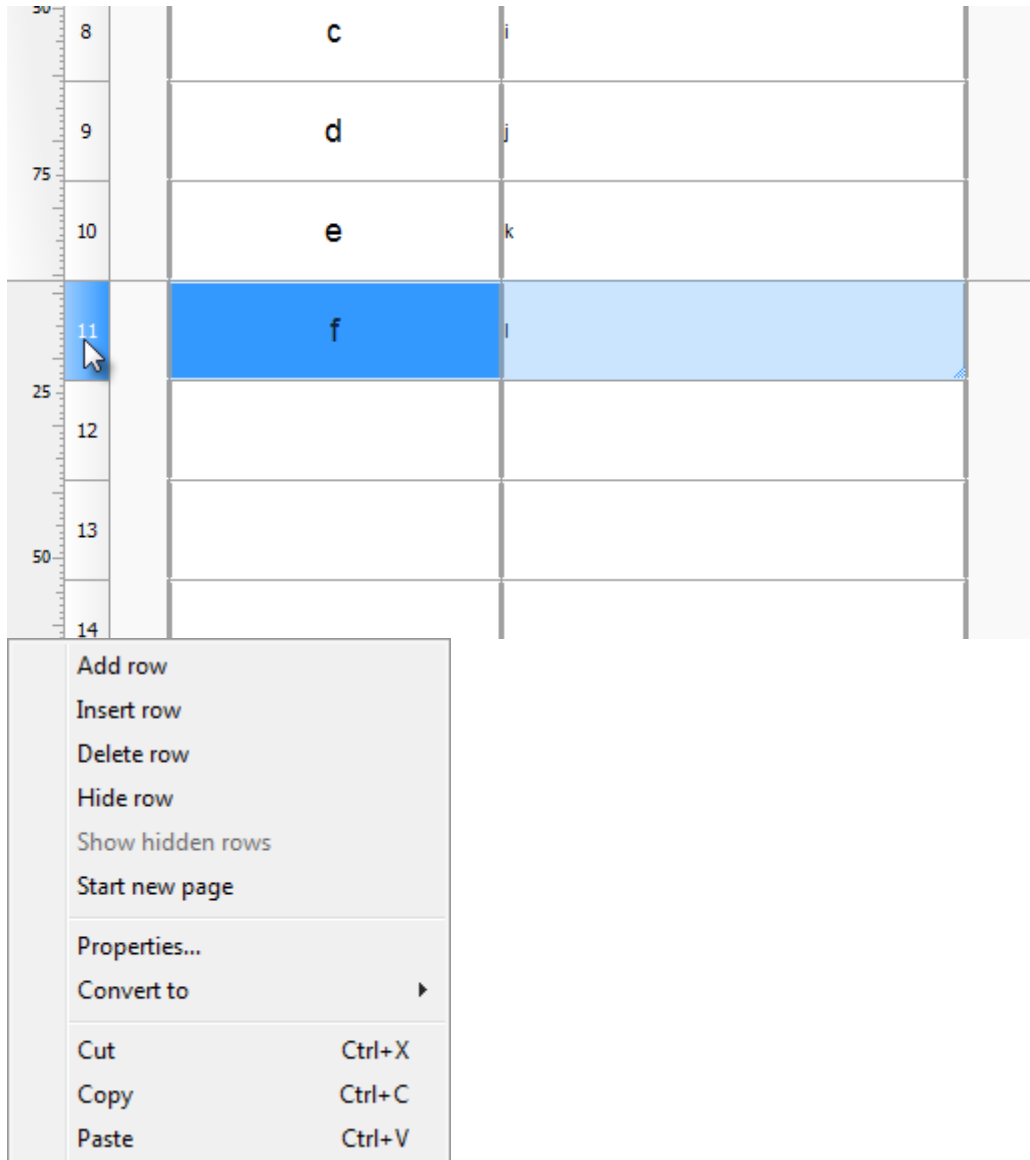 50
8 c i
9 d j
75
10 e k
11 f l
25
12
13
50
14
Add row
Insert row
Delete row
Hide row
Show hidden rows
Start new page
Properties...
Convert to
Cut Ctrl+X
Copy Ctrl+C
Paste Ctrl+V